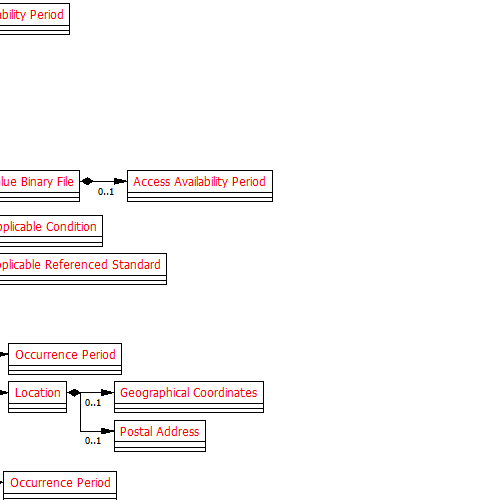 bility Period
lue Binary File
0..1
Access Availability Period
plicable Condition
plicable Referenced Standard
Occurrence Period
Location
0..1
Geographical Coordinates
0..1
Postal Address
Occurrence Period